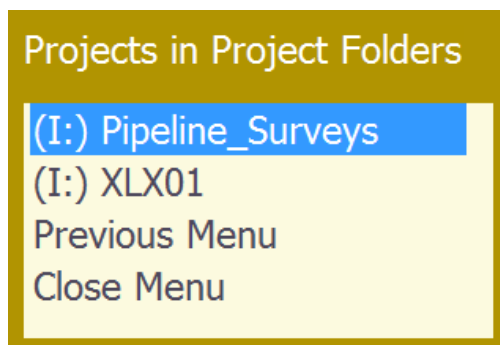 Projects in Project Folders
(I:) Pipeline_Surveys
(I:) XLX01
Previous Menu
Close Menu